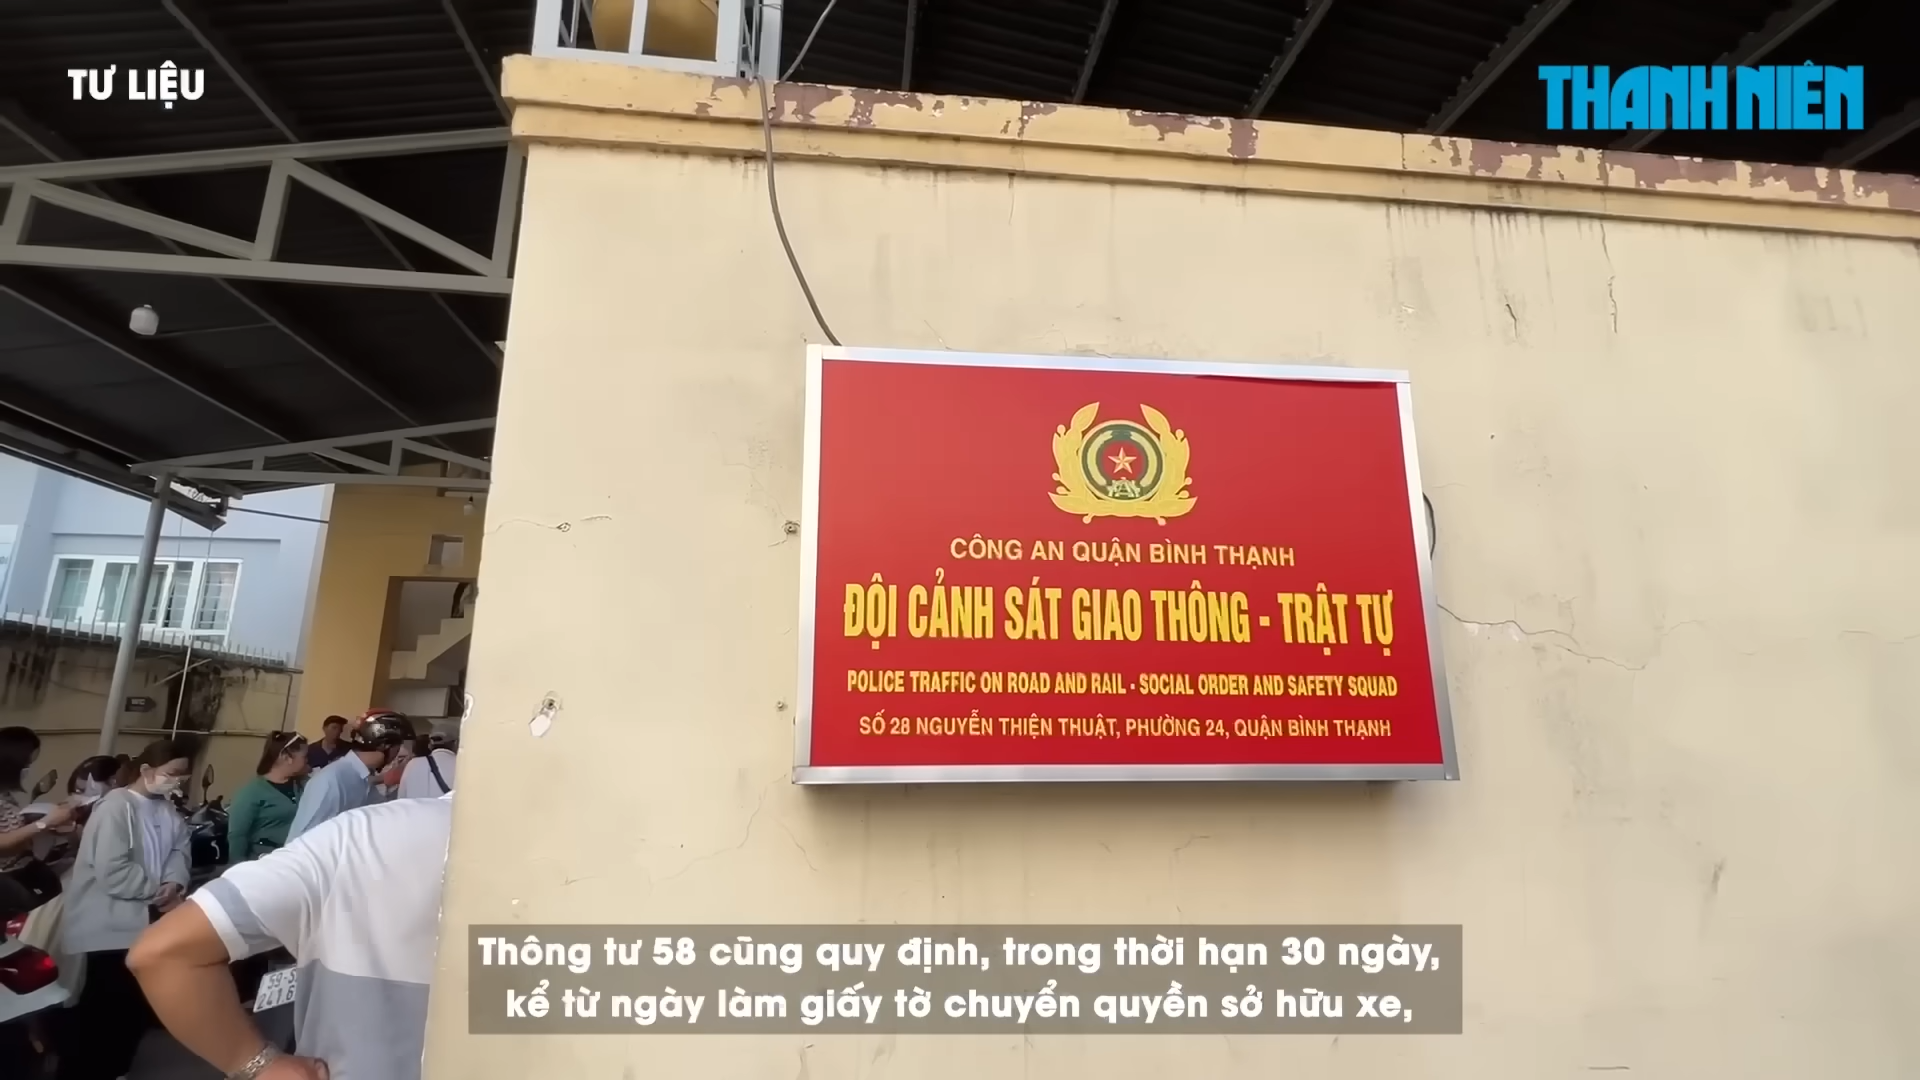 TƯ LIỆU
THANH NIÊN
CÔNG AN QUẬN BÌNH THẠNH
ĐỘI CẢNH SÁT GIAO THÔNG - TRẬT TỰ
POLICE TRAFFIC ON ROAD AND RAIL - SOCIAL ORDER AND SAFETY SQUAD
SỐ 28 NGUYỄN THIỆN THUẬT, PHƯỜNG 24, QUẬN BÌNH THẠNH
WC
Thông tư 58 cũng quy định, trong thời hạn 30 ngày,
kể từ ngày làm giấy tờ chuyển quyền sở hữu xe,